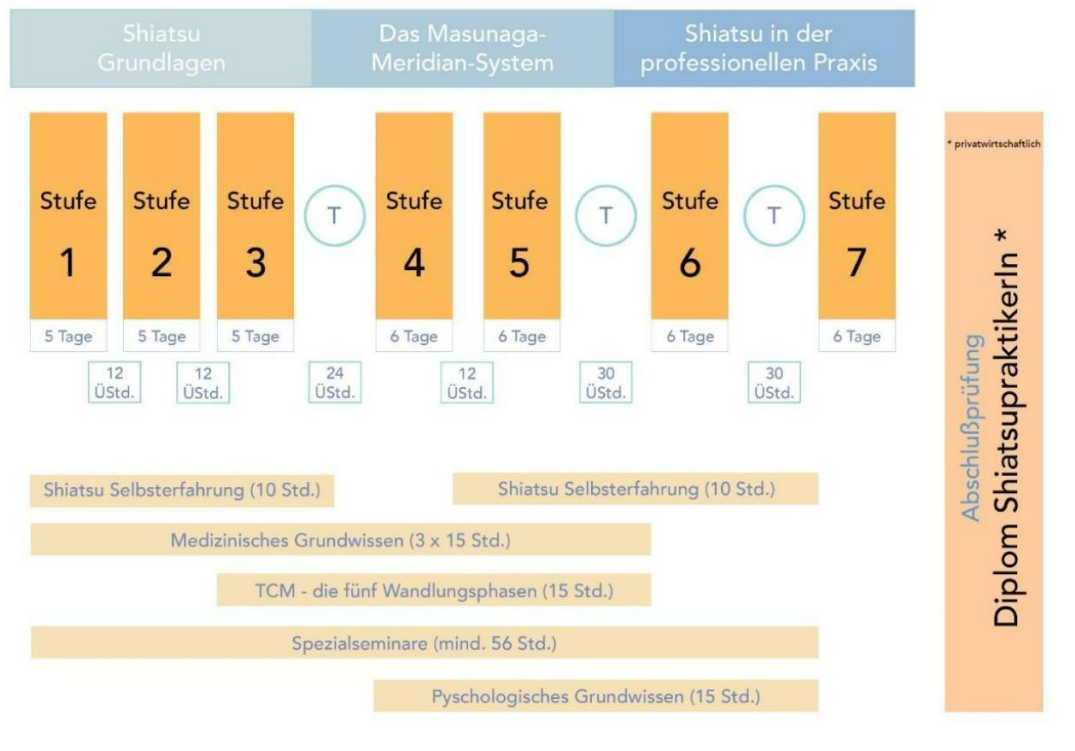 Shiatsu
Grundlagen
Das Masunaga-
Meridian-System
Shiatsu in der
professionellen Praxis
Stufe
1
5 Tage
Stufe
2
5 Tage
Stufe
3
5 Tage
T
Stufe
4
6 Tage
Stufe
5
6 Tage
T
Stufe
6
6 Tage
T
Stufe
7
6 Tage
12
ÜStd.
12
ÜStd.
24
ÜStd.
12
ÜStd.
30
ÜStd.
30
ÜStd.
Shiatsu Selbsterfahrung (10 Std.)
Shiatsu Selbsterfahrung (10 Std.)
Medizinisches Grundwissen (3 x 15 Std.)
TCM - die fünf Wandlungsphasen (15 Std.)
Spezialseminare (mind. 56 Std.)
Pyschologisches Grundwissen (15 Std.)
* privatwirtschaftlich
Abschlußprüfung
Diplom ShiatsupraktikerIn *